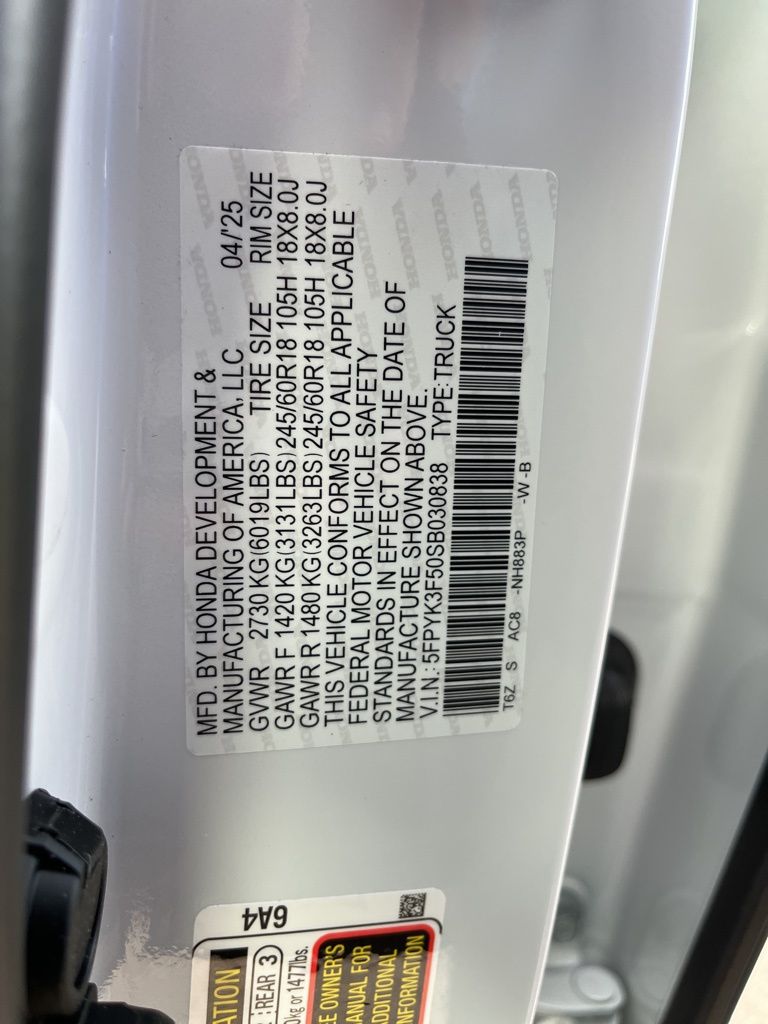 MFD. BY HONDA DEVELOPMENT &
MANUFACTURING OF AMERICA, LLC 04/'25
GVWR 2730 KG(6019LBS) TIRE SIZE RIM SIZE
GAWR F 1420 KG(3131LBS)245/60R18 105H 18X8.0J
GAWR R 1480 KG(3263LBS)245/60R18 105H 18X8.0J
THIS VEHICLE CONFORMS TO ALL APPLICABLE
FEDERAL MOTOR VEHICLE SAFETY
STANDARDS IN EFFECT ON THE DATE OF
MANUFACTURE SHOWN ABOVE.
V.I.N.: 5FPYK3F50SB030838 TYPE: TRUCK
T6Z S AC8 -NH883P -W -B
6A4
REAR 3
kg or 1477lbs.
OWNER'S
FOR
INFORMATION